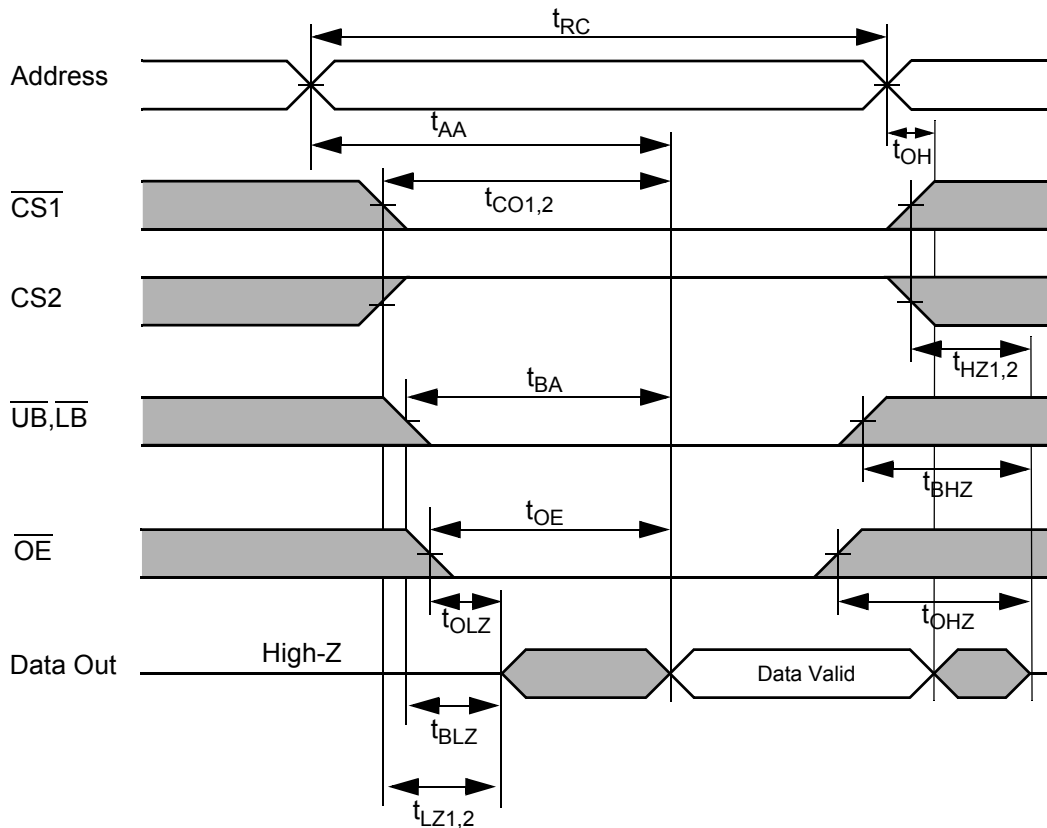 tRC
Address
tAA
tOH
CS1
tCO1,2
CS2
tHZ1,2
tBA
UB,LB
tBHZ
tOE
OE
tOLZ
tOHZ
High-Z
Data Out
Data Valid
tBLZ
tLZ1,2